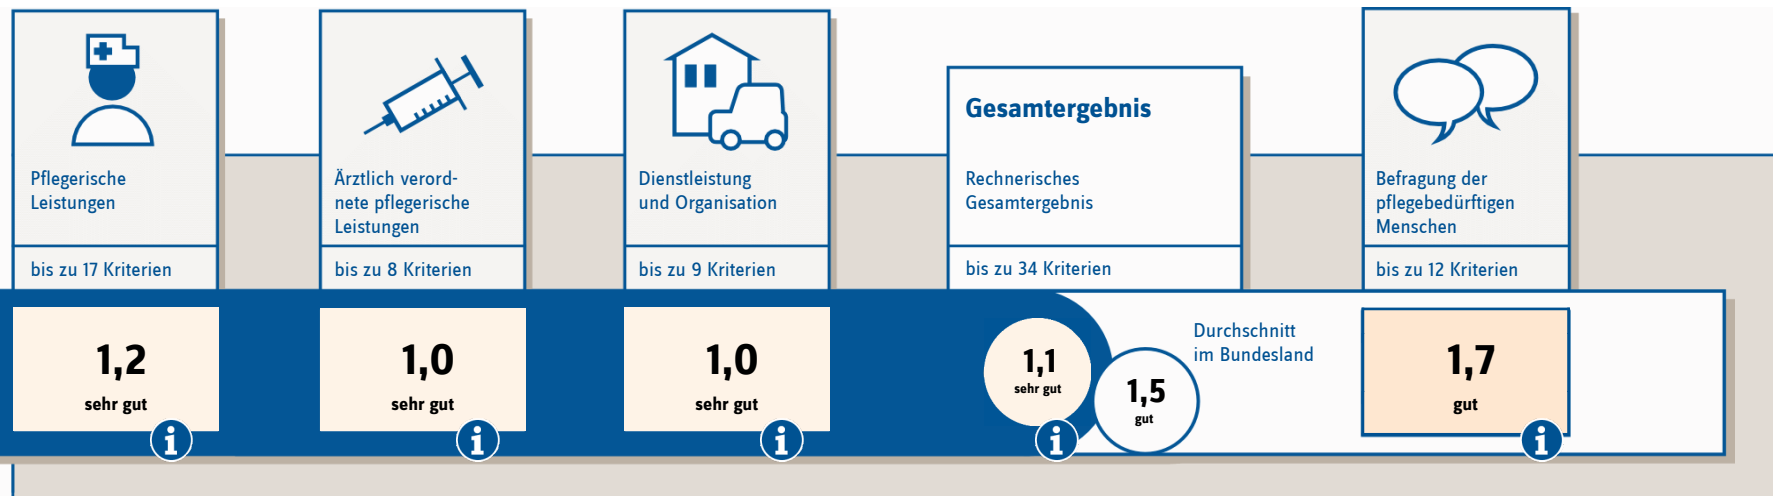 Pflegerische
Leistungen
bis zu 17 Kriterien
1,2
sehr gut
i
Ärztlich verord-
nete pflegerische
Leistungen
bis zu 8 Kriterien
1,0
sehr gut
i
Dienstleistung
und Organisation
bis zu 9 Kriterien
1,0
sehr gut
i
Gesamtergebnis
Rechnerisches
Gesamtergebnis
bis zu 34 Kriterien
1,1
sehr gut
i
Durchschnitt
im Bundesland
1,5
gut
Befragung der
pflegebedürftigen
Menschen
bis zu 12 Kriterien
1,7
gut
i